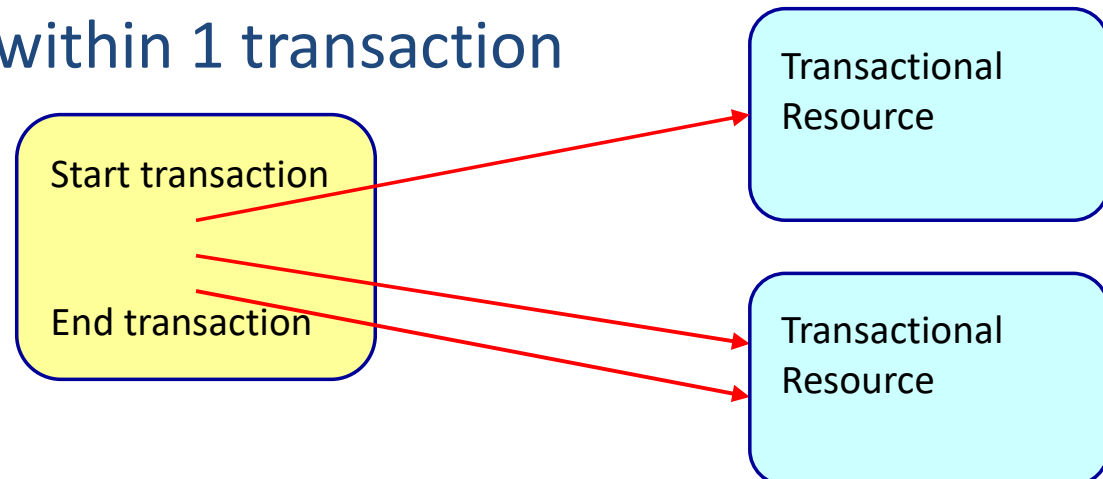 within 1 transaction
Start transaction
End transaction
Transactional
Resource
Transactional
Resource